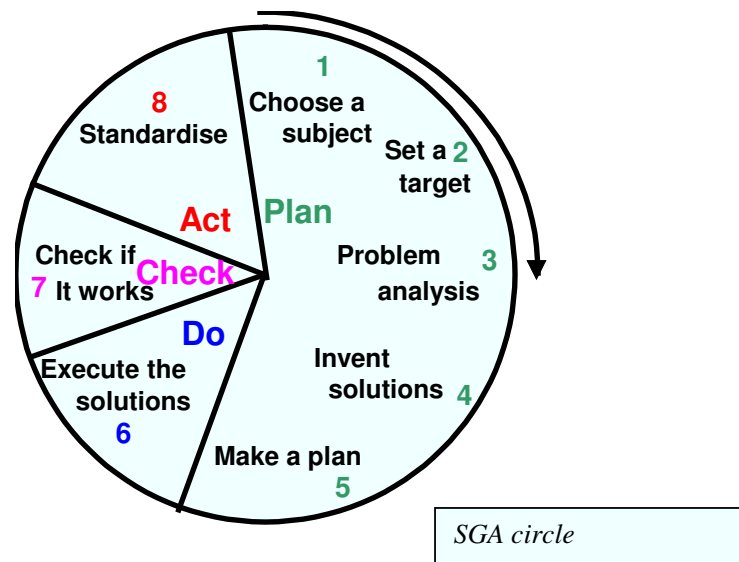 1
Choose a
subject
Set a 2
target
Plan
Problem
3
analysis
Invent
solutions
4
Make a plan
5
Do
Execute the
solutions
6
Check
Check if
7 It works
Act
8
Standardise
SGA circle